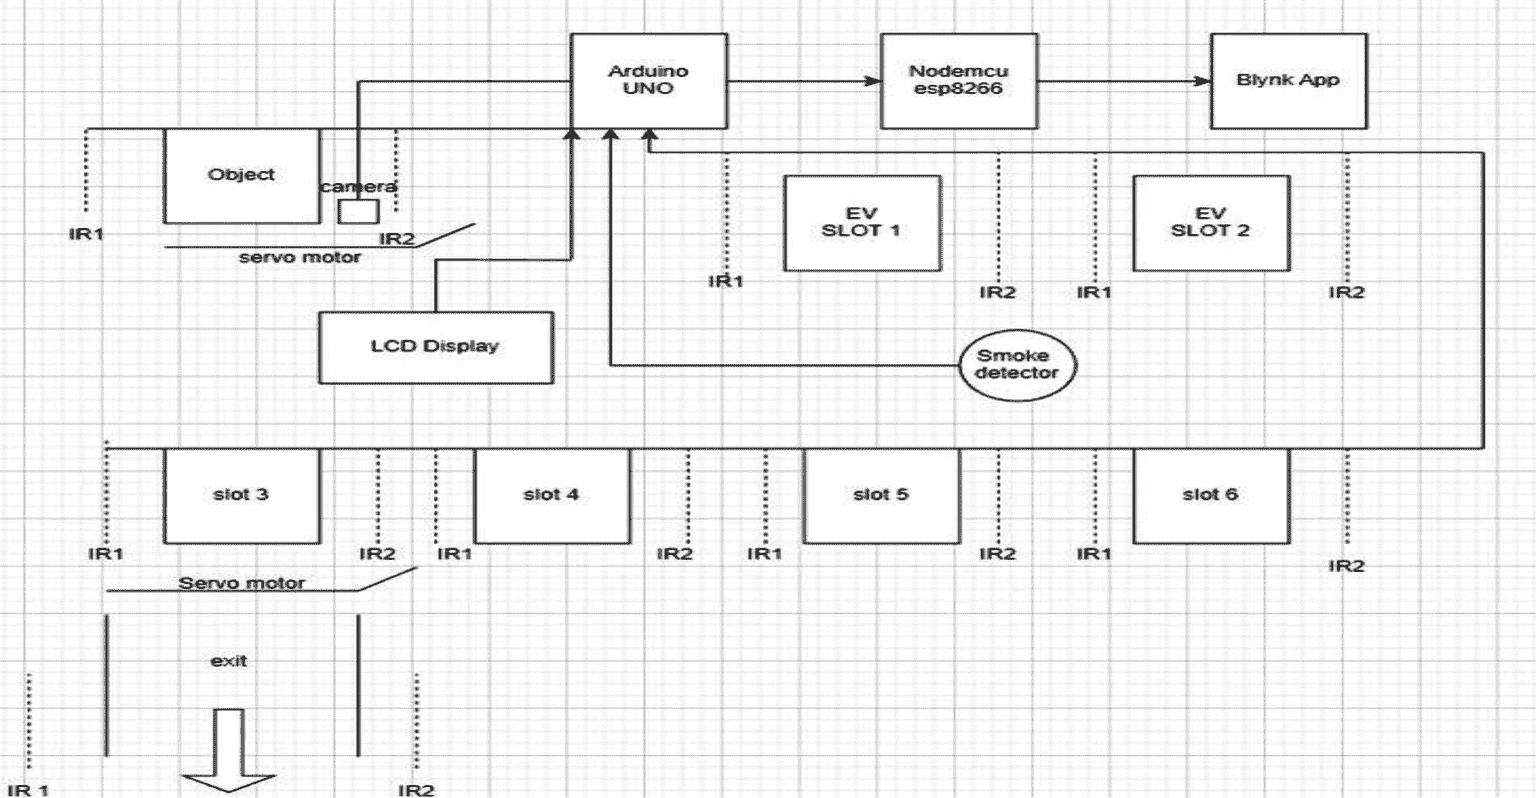 Arduino
UNO
Nodemcu
esp8266
Blynk App
Object
camera
IR1
IR2
servo motor
EV
SLOT 1
EV
SLOT 2
IR1
IR2
IR1
IR2
LCD Display
Smoke
detector
slot 3
slot 4
slot 5
slot 6
IR1
IR2
IR1
IR2
IR1
IR2
IR1
IR2
Servo motor
exit
IR 1
IR2